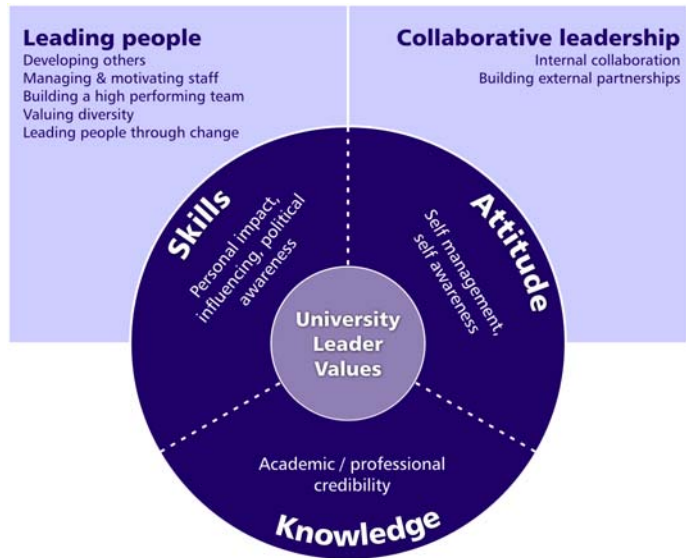 Leading people
Developing others
Managing & motivating staff
Building a high performing team
Valuing diversity
Leading people through change
Collaborative leadership
Internal collaboration
Building external partnerships
Skills
Personal impact,
influencing, political
awareness
Attitude
Self management,
self awareness
University
Leader
Values
Academic / professional
credibility
Knowledge